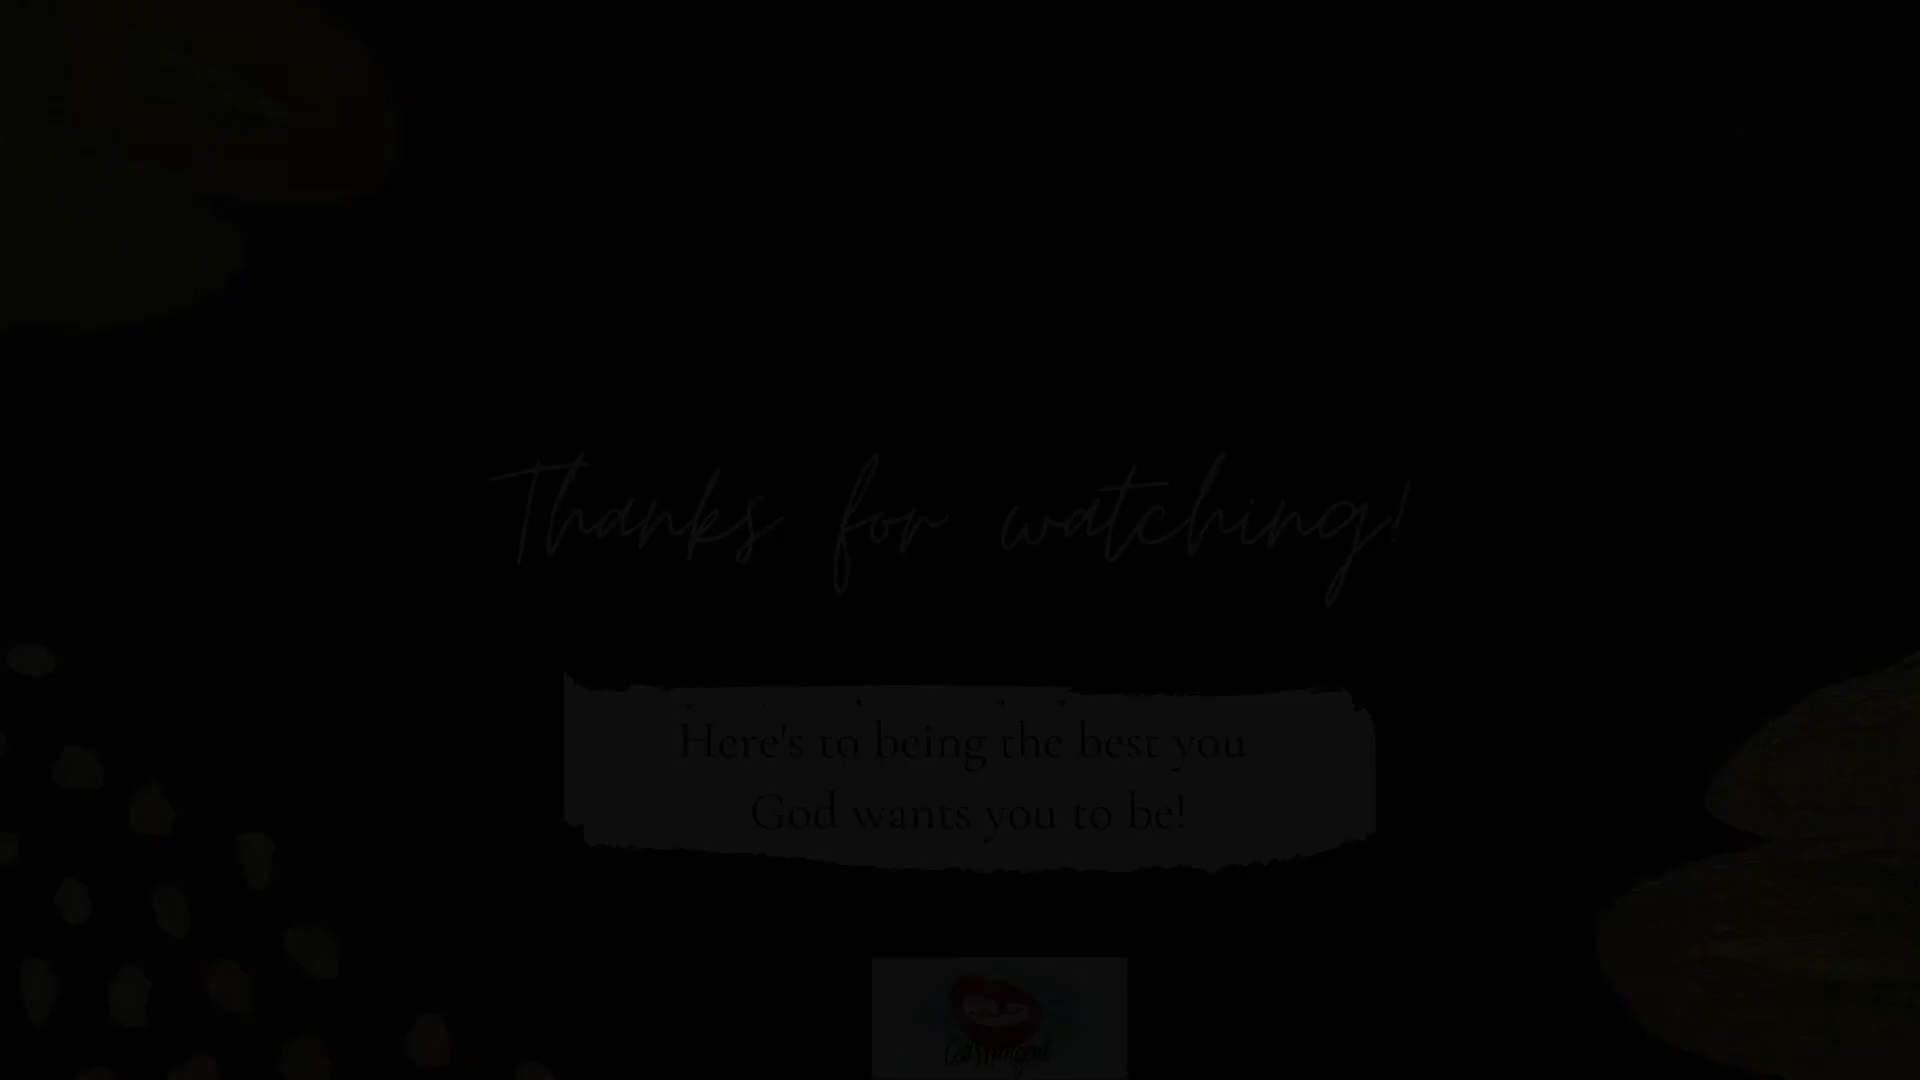 Thanks for watching!
Here's to being the best you
God wants you to be!